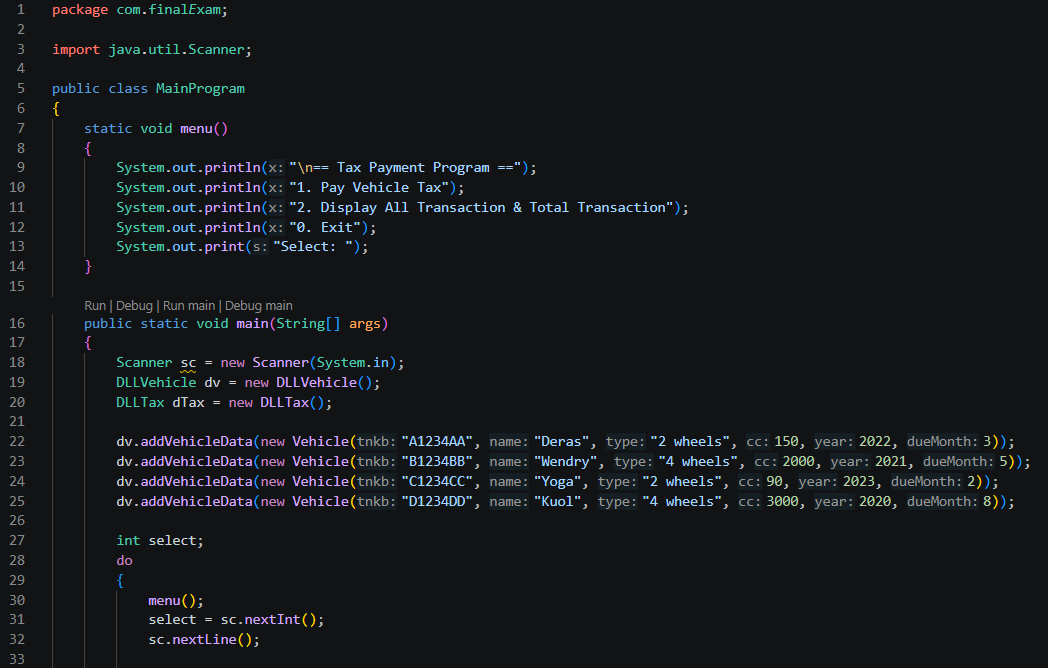 1 package com.finalExam;
2
3 import java.util.Scanner;
4
5 public class MainProgram
6 {
7 static void menu()
8 {
9 System.out.println(x: "\n== Tax Payment Program ==");
10 System.out.println(x: "1. Pay Vehicle Tax");
11 System.out.println(x: "2. Display All Transaction & Total Transaction");
12 System.out.println(x: "0. Exit");
13 System.out.print(s: "Select: ");
14 }
15
Run | Debug | Run main | Debug main
16 public static void main(String[] args)
17 {
18 Scanner sc = new Scanner(System.in);
19 DLLVehicle dv = new DLLVehicle();
20 DLLTax dTax = new DLLTax();
21
22 dv.addVehicleData(new Vehicle(tnkb: "A1234AA", name: "Deras", type: "2 wheels", cc: 150, year: 2022, dueMonth: 3));
23 dv.addVehicleData(new Vehicle(tnkb: "B1234BB", name: "Wendry", type: "4 wheels", cc: 2000, year: 2021, dueMonth: 5));
24 dv.addVehicleData(new Vehicle(tnkb: "C1234CC", name: "Yoga", type: "2 wheels", cc: 90, year: 2023, dueMonth: 2));
25 dv.addVehicleData(new Vehicle(tnkb: "D1234DD", name: "Kuol", type: "4 wheels", cc: 3000, year: 2020, dueMonth: 8));
26
27 int select;
28 do
29 {
30 menu();
31 select = sc.nextInt();
32 sc.nextLine();
33